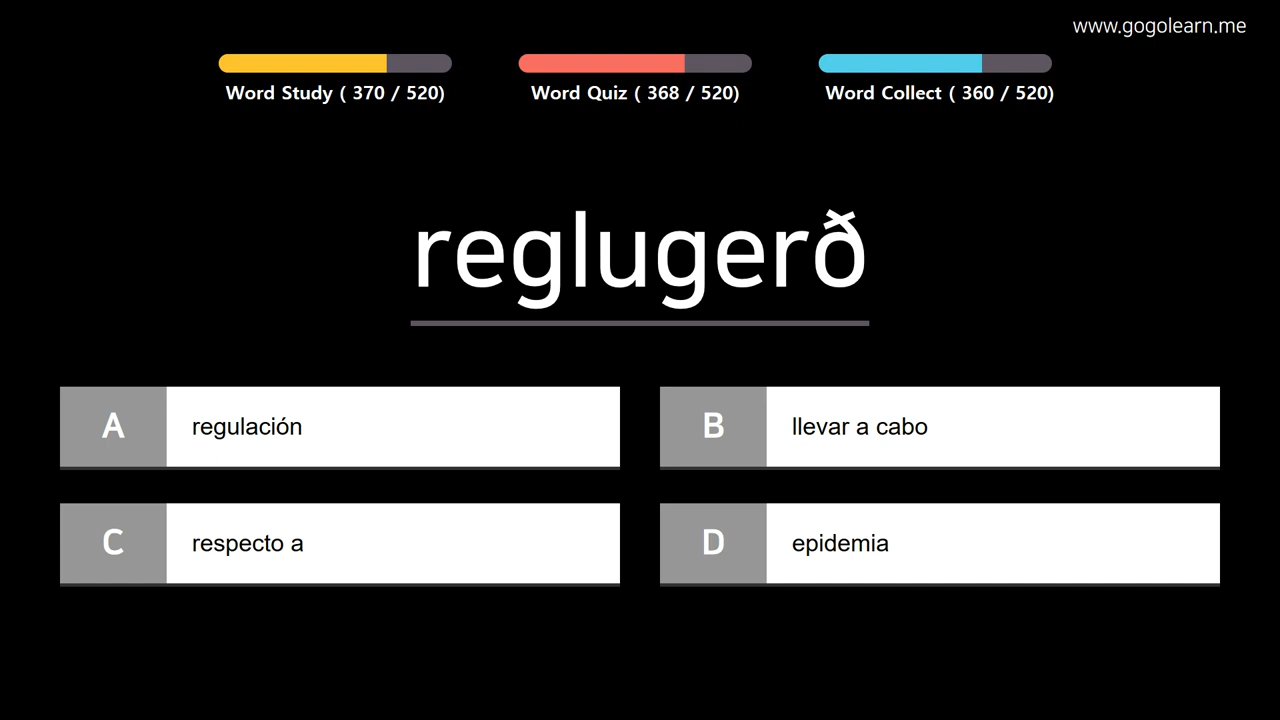 www.gogolearn.me
Word Study ( 370 / 520)
Word Quiz ( 368 / 520)
Word Collect ( 360 / 520)
reglugerð
A
regulación
B
llevar a cabo
C
respecto a
D
epidemia